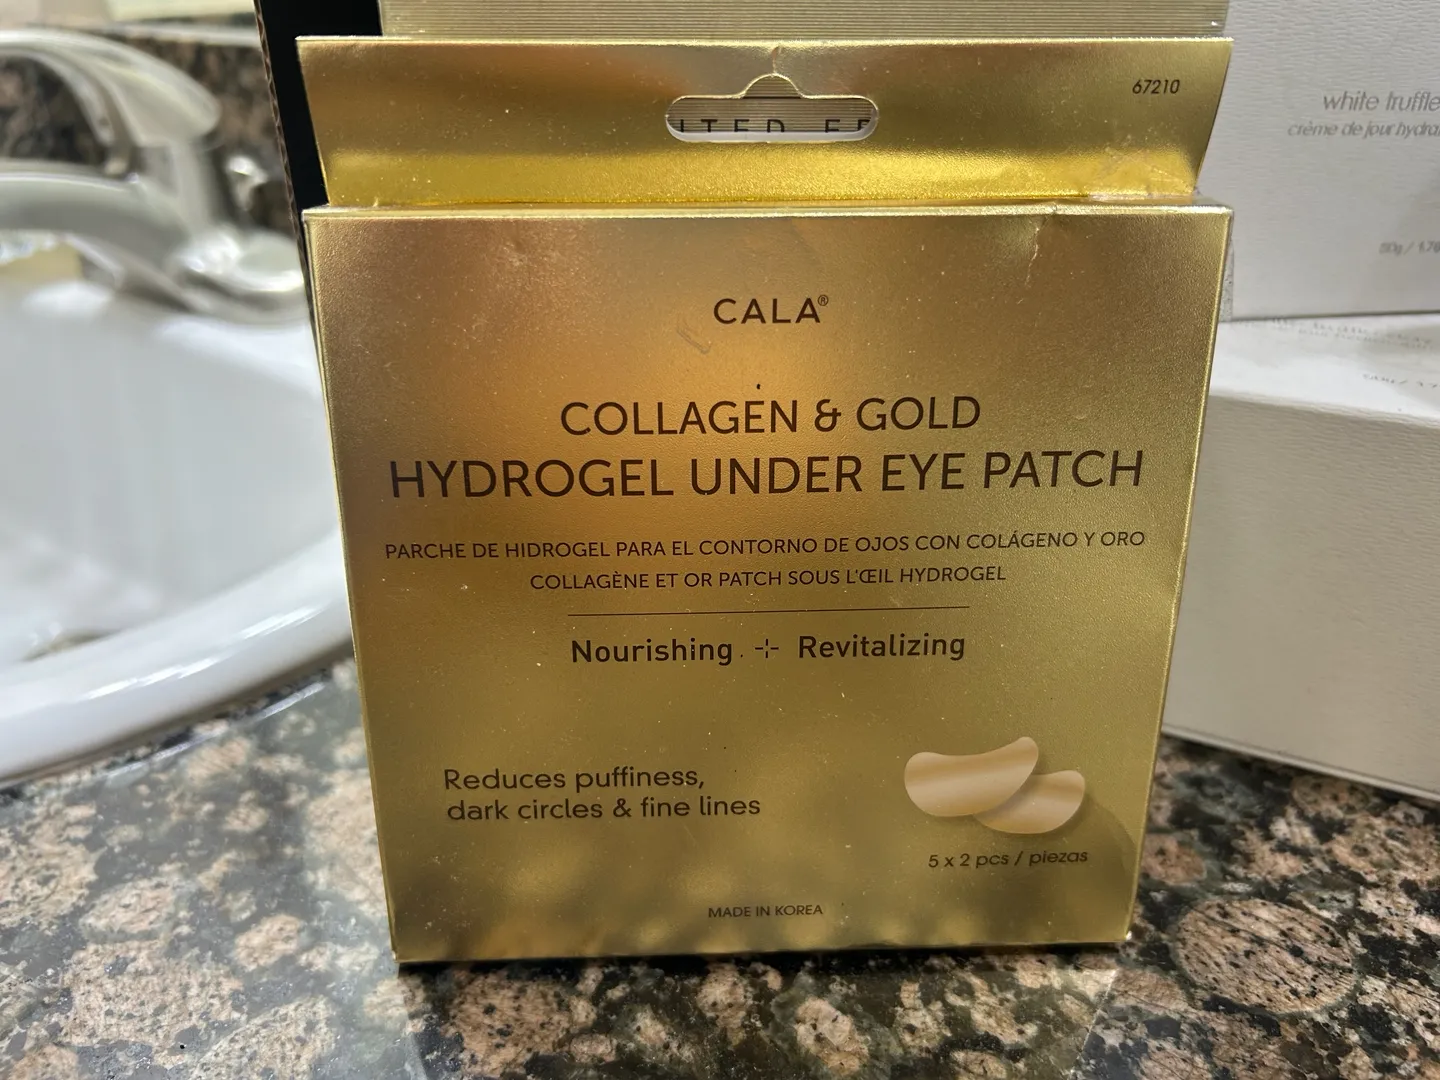 67210
CALA®
COLLAGEN & GOLD
HYDROGEL UNDER EYE PATCH
PARCHE DE HIDROGEL PARA EL CONTORNO DE OJOS CON COLÁGENO Y ORO
COLLAGÈNE ET OR PATCH SOUS L'ŒIL HYDROGEL
Nourishing + Revitalizing
Reduces puffiness,
dark circles & fine lines
5 x 2 pcs / piezas
MADE IN KOREA
white truffle
crème de jour hydra